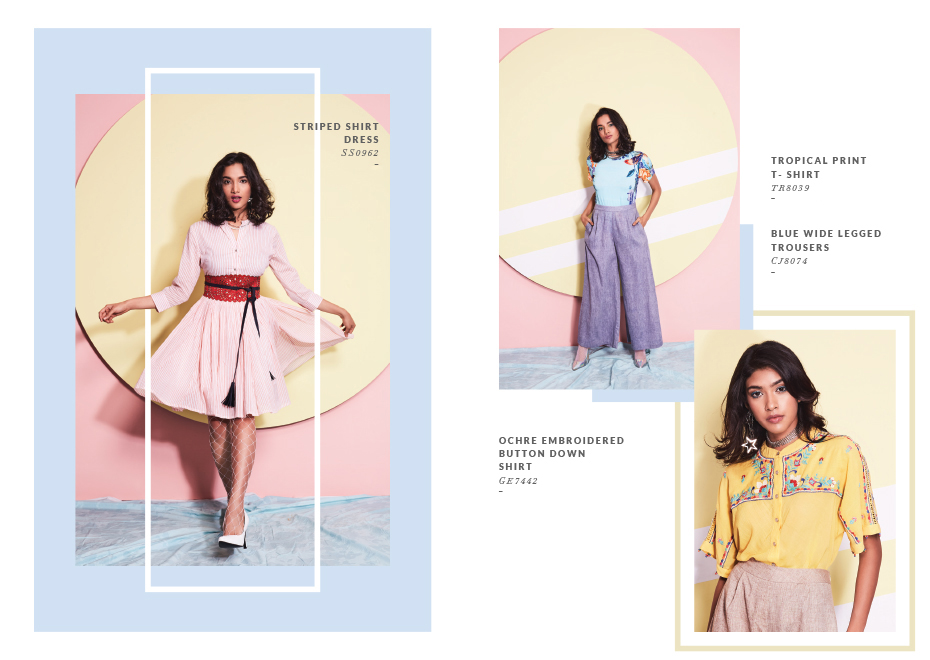 STRIPED SHIRT
DRESS
SS0962
-
TROPICAL PRINT
T- SHIRT
TR8039
-
BLUE WIDE LEGGED
TROUSERS
CJ8074
-
OCHRE EMBROIDERED
BUTTON DOWN
SHIRT
GE7442
-